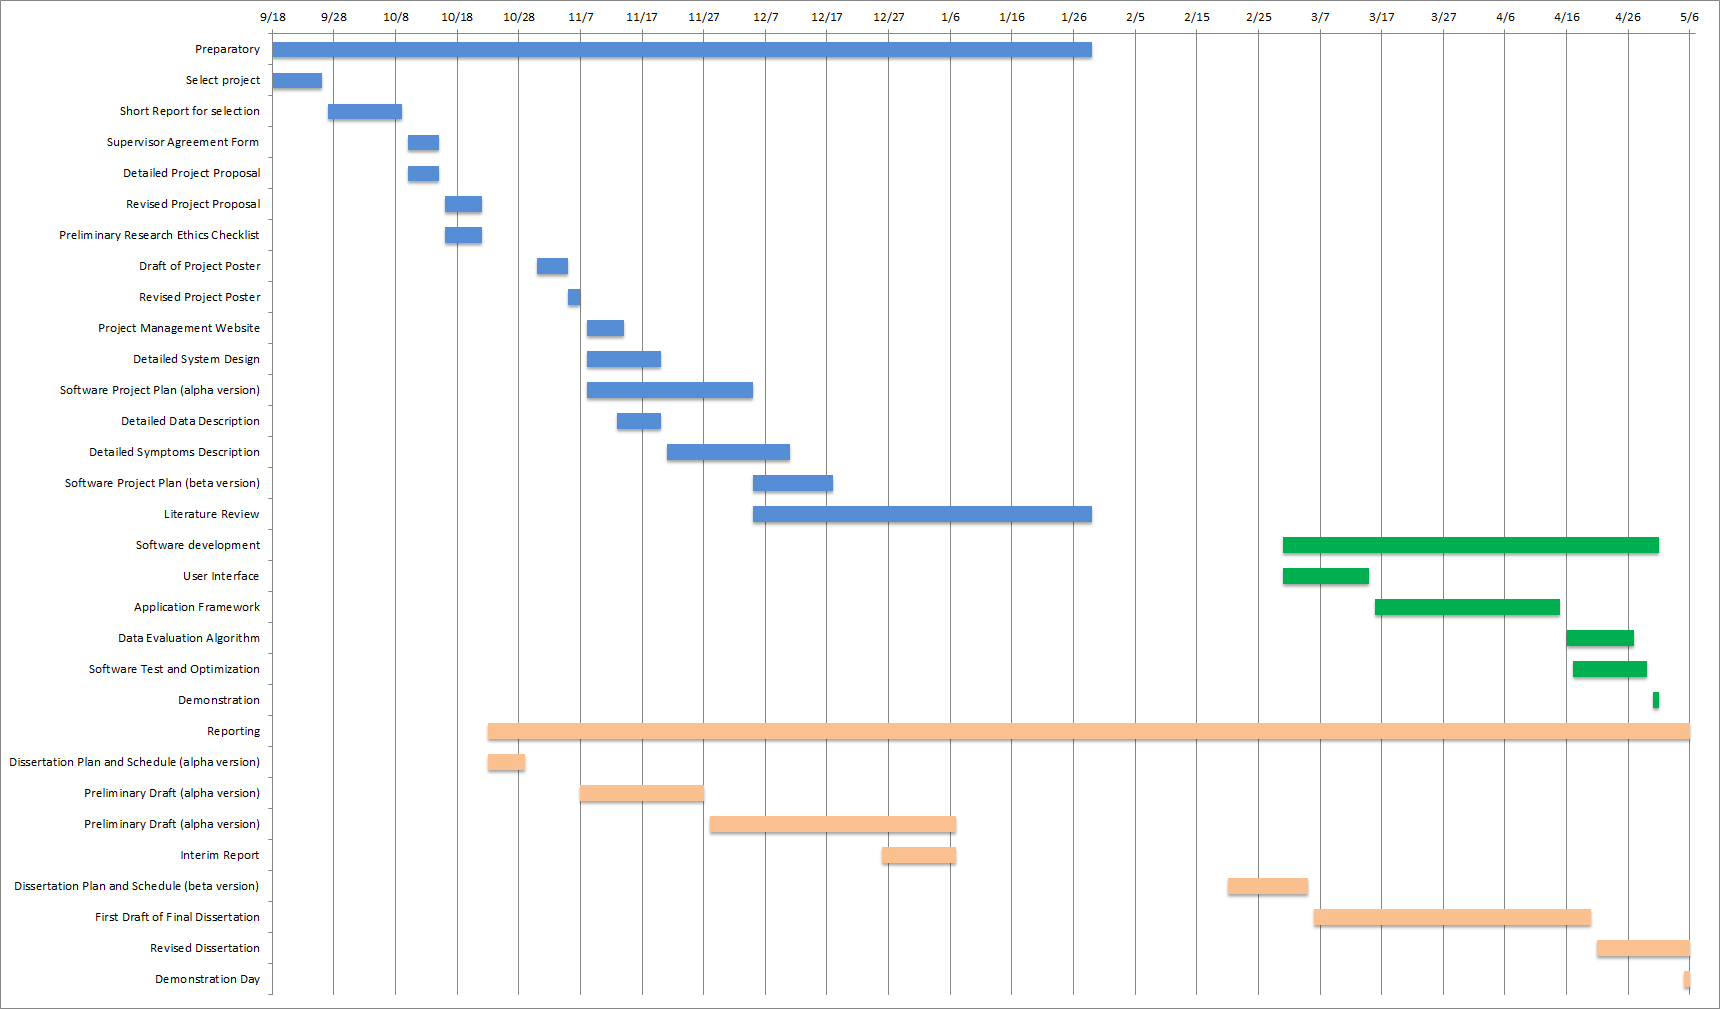 9/18 9/28 10/8 10/18 10/28 11/7 11/17 11/27 12/7 12/17 12/27 1/6 1/16 1/26 2/5 2/15 2/25 3/7 3/17 3/27 4/6 4/16 4/26 5/6
Preparatory
Select project
Short Report for selection
Supervisor Agreement Form
Detailed Project Proposal
Revised Project Proposal
Preliminary Research Ethics Checklist
Draft of Project Poster
Revised Project Poster
Project Management Website
Detailed System Design
Software Project Plan (alpha version)
Detailed Data Description
Detailed Symptoms Description
Software Project Plan (beta version)
Literature Review
Software development
User Interface
Application Framework
Data Evaluation Algorithm
Software Test and Optimization
Demonstration
Reporting
Dissertation Plan and Schedule (alpha version)
Preliminary Draft (alpha version)
Preliminary Draft (alpha version)
Interim Report
Dissertation Plan and Schedule (beta version)
First Draft of Final Dissertation
Revised Dissertation
Demonstration Day